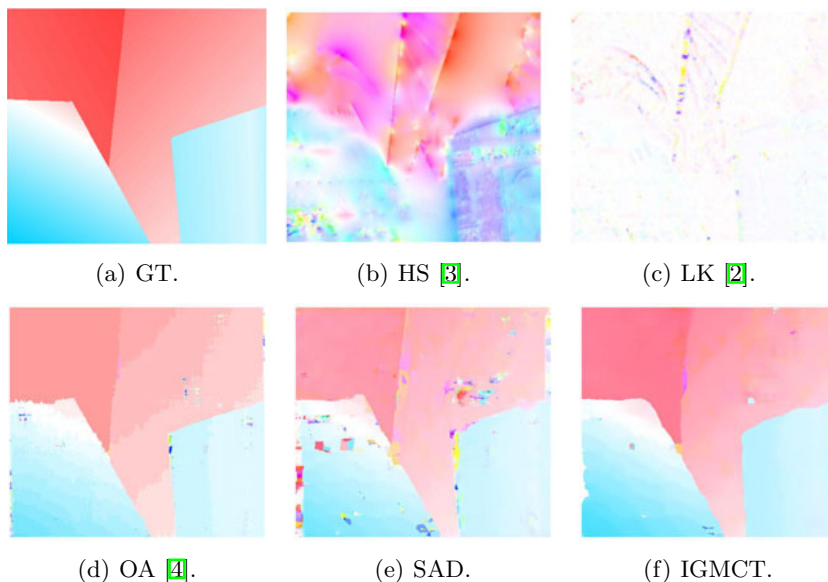 (a) GT.
(b) HS [3].
(c) LK [2].
(d) OA [4].
(e) SAD.
(f) IGMCT.